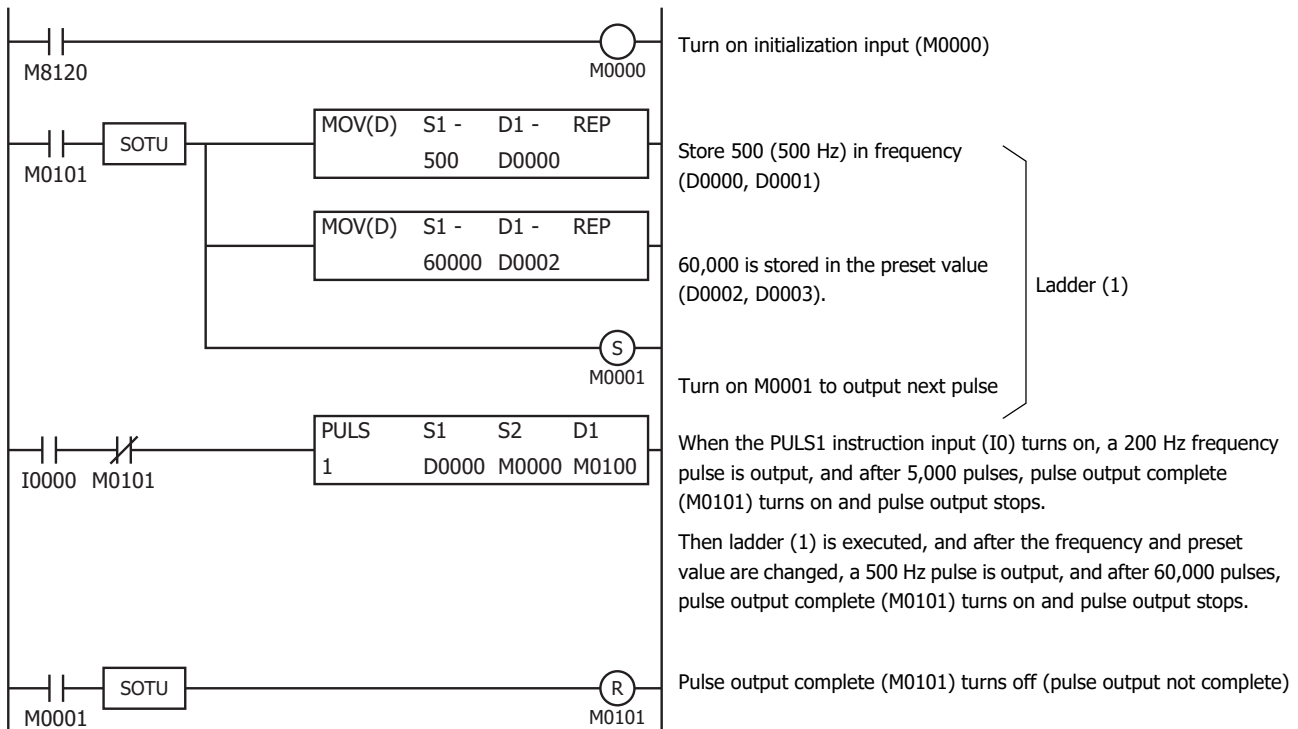 M8120
M0000
Turn on initialization input (M0000)
M0101
SOTU
MOV(D) S1 - D1 - REP
500 D0000
Store 500 (500 Hz) in frequency
(D0000, D0001)
MOV(D) S1 - D1 - REP
60000 D0002
60,000 is stored in the preset value
(D0002, D0003).
Ladder (1)
S
M0001
Turn on M0001 to output next pulse
I0000 M0101
PULS S1 S2 D1
1 D0000 M0000 M0100
When the PULS1 instruction input (I0) turns on, a 200 Hz frequency
pulse is output, and after 5,000 pulses, pulse output complete
(M0101) turns on and pulse output stops.
Then ladder (1) is executed, and after the frequency and preset
value are changed, a 500 Hz pulse is output, and after 60,000 pulses,
pulse output complete (M0101) turns on and pulse output stops.
M0001
SOTU
R
M0101
Pulse output complete (M0101) turns off (pulse output not complete)